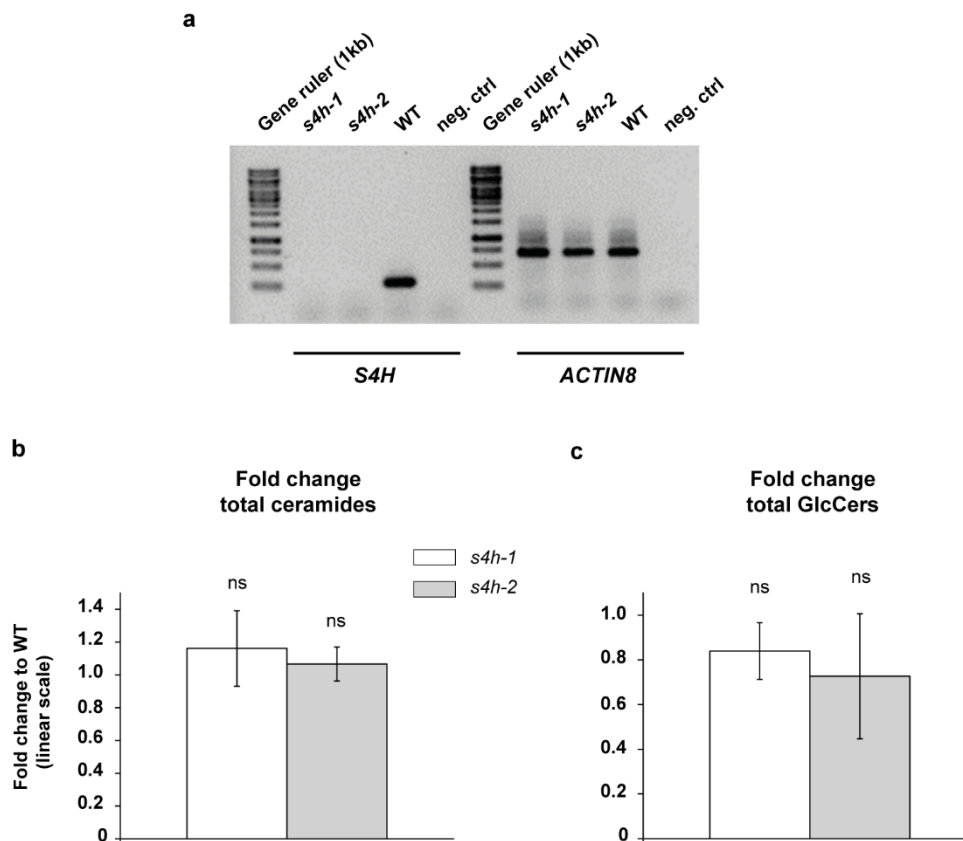 a
Gene ruler (1kb)
s4h-1
s4h-2
WT
neg. ctrl
Gene ruler (1kb)
s4h-1
s4h-2
WT
neg. ctrl
S4H
ACTIN8
b
Fold change
total ceramides
Fold change to WT
(linear scale)
1.4
1.2
1.0
0.8
0.6
0.4
0.2
0
ns
ns
s4h-1
s4h-2
c
Fold change
total GlcCers
1.0
0.8
0.6
0.4
0.2
0
ns
ns